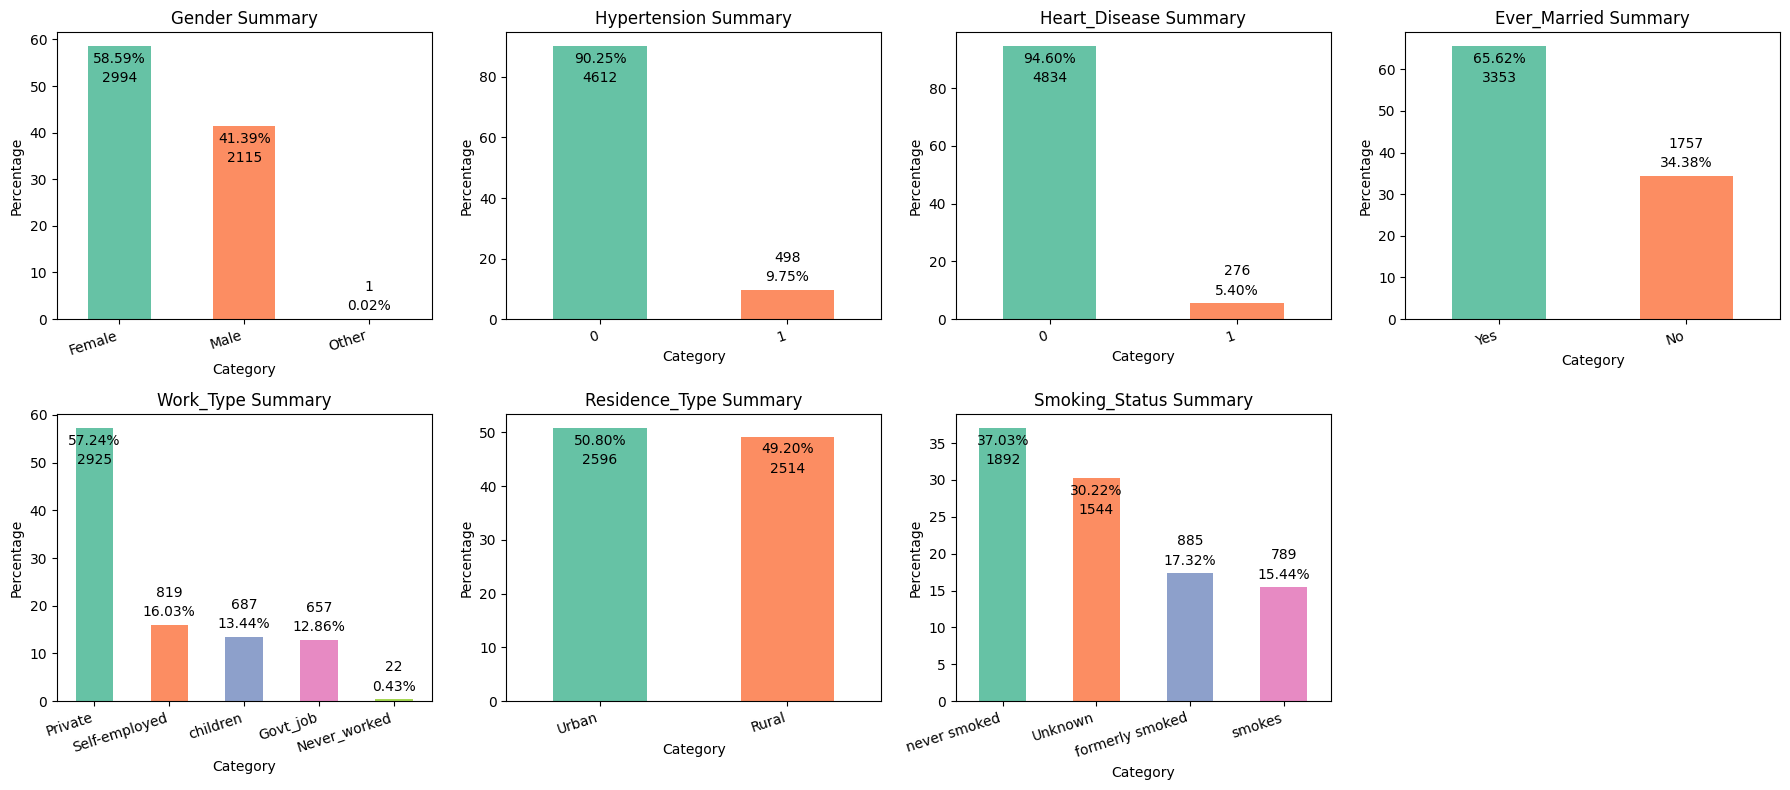 Gender Summary
Percentage
60
50
40
30
20
10
0
58.59%
2994
41.39%
2115
1
0.02%
Female
Male
Other
Category
Hypertension Summary
Percentage
80
60
40
20
0
90.25%
4612
498
9.75%
0
1
Category
Heart_Disease Summary
Percentage
80
60
40
20
0
94.60%
4834
276
5.40%
0
1
Category
Ever_Married Summary
Percentage
60
50
40
30
20
10
0
65.62%
3353
1757
34.38%
Yes
No
Category
Work_Type Summary
Percentage
60
50
40
30
20
10
0
57.24%
2925
819
16.03%
687
13.44%
657
12.86%
22
0.43%
Private
Self-employed
children
Govt_job
Never_worked
Category
Residence_Type Summary
Percentage
50
40
30
20
10
0
50.80%
2596
49.20%
2514
Urban
Rural
Category
Smoking_Status Summary
Percentage
35
30
25
20
15
10
5
0
37.03%
1892
30.22%
1544
885
17.32%
789
15.44%
never smoked
Unknown
formerly smoked
smokes
Category